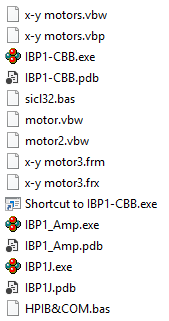 x-y motors.vbw
x-y motors.vbp
IBP1-CBB.exe
IBP1-CBB.pdb
sicl32.bas
motor.vbw
motor2.vbw
x-y motor3.frm
x-y motor3.frx
Shortcut to IBP1-CBB.exe
IBP1_Amp.exe
IBP1_Amp.pdb
IBP1J.exe
IBP1J.pdb
HPIB&COM.bas